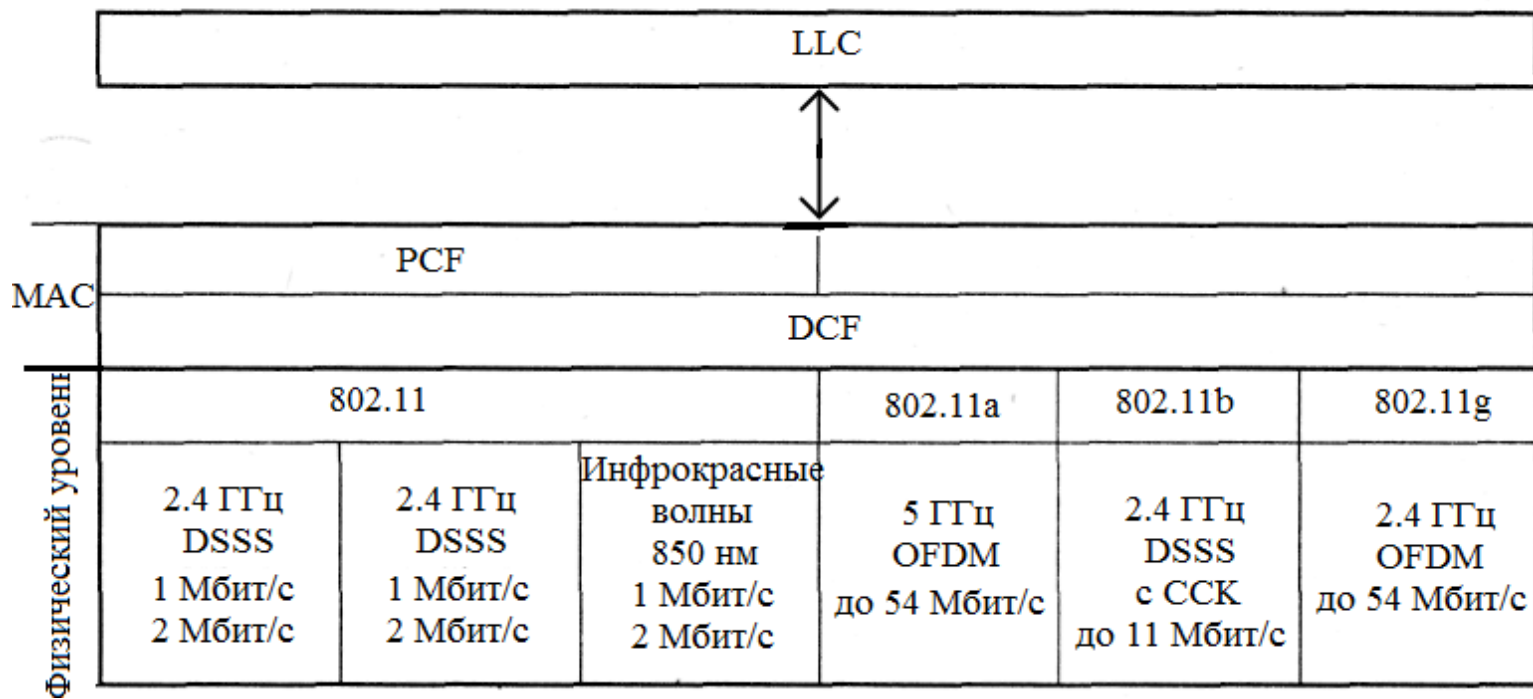 LLC
PCF
MAC
DCF
Физический уровень
802.11
802.11a
802.11b
802.11g
2.4 ГГц
DSSS
1 Мбит/с
2 Мбит/с
2.4 ГГц
DSSS
1 Мбит/с
2 Мбит/с
Инфрокрасные
волны
850 нм
1 Мбит/с
2 Мбит/с
5 ГГц
OFDM
до 54 Мбит/с
2.4 ГГц
DSSS
с CCK
до 11 Мбит/с
2.4 ГГц
OFDM
до 54 Мбит/с